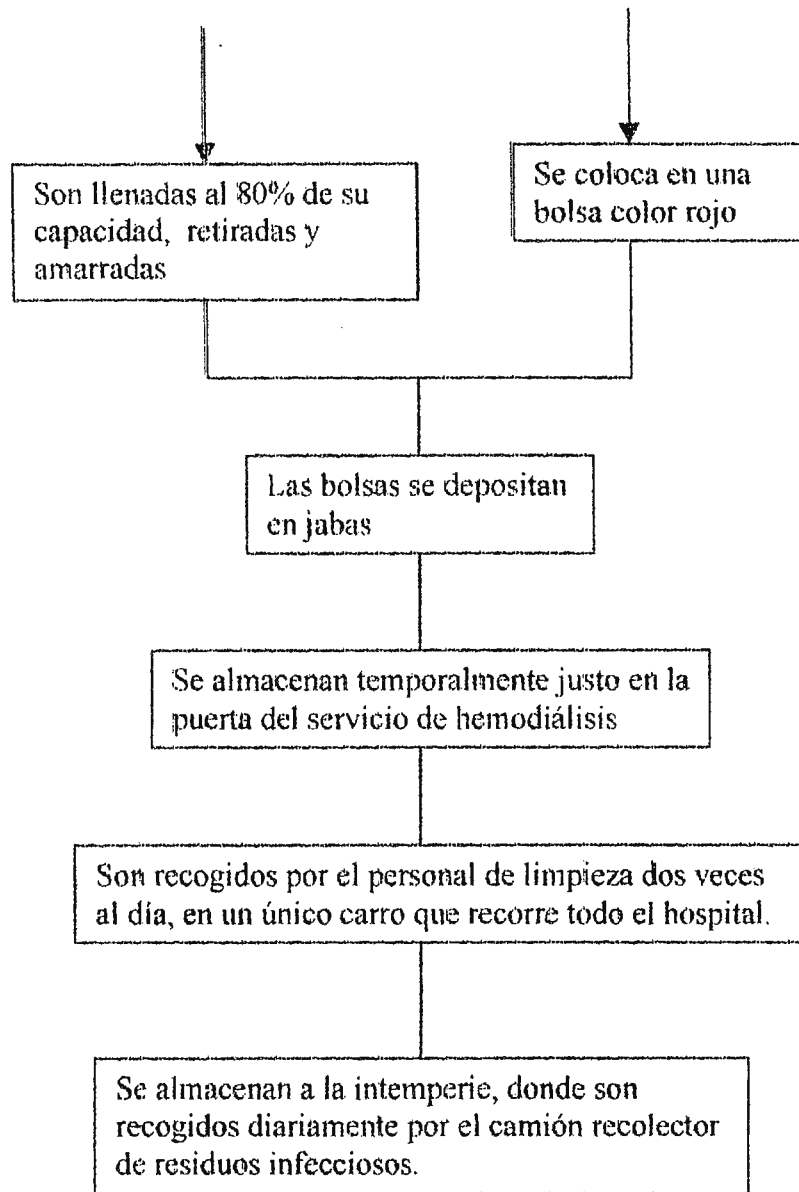 Son llenadas al 80% de su
capacidad, retiradas y
amarradas
Se coloca en una
bolsa color rojo
Las bolsas se depositan
en jabas
Se almacenan temporalmente justo en la
puerta del servicio de hemodiálisis
Son recogidos por el personal de limpieza dos veces
al día, en un único carro que recorre todo el hospital.
Se almacenan a la intemperie, donde son
recogidos diariamente por el camión recolector
de residuos infecciosos.